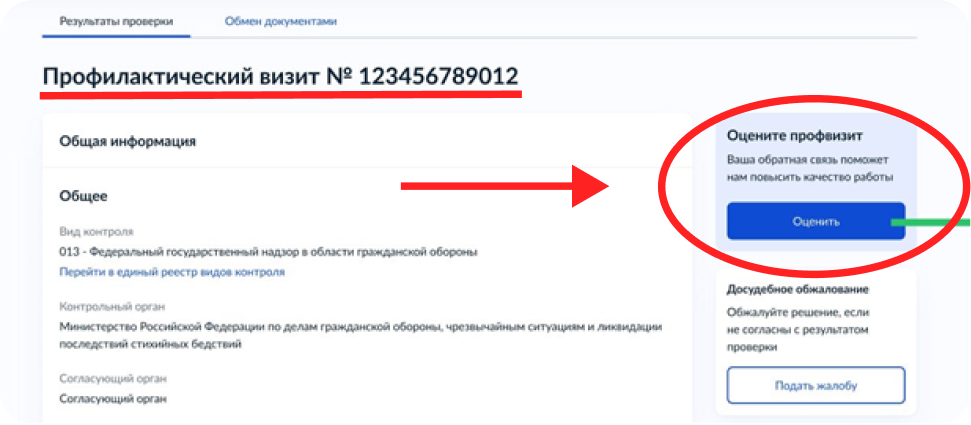 Результаты проверки
Обмен документами
Профилактический визит № 123456789012
Общая информация
Общее
Вид контроля
013 - Федеральный государственный надзор в области гражданской обороны
Перейти в единый реестр видов контроля
Контрольный орган
Министерство Российской Федерации по делам гражданской обороны, чрезвычайным ситуациям и ликвидации
последствий стихийных бедствий
Согласующий орган
Согласующий орган
Оцените профвизит
Ваша обратная связь поможет
нам повысить качество работы
Оценить
Досудебное обжалование
Обжалуйте решение, если
не согласны с результатом
проверки
Подать жалобу